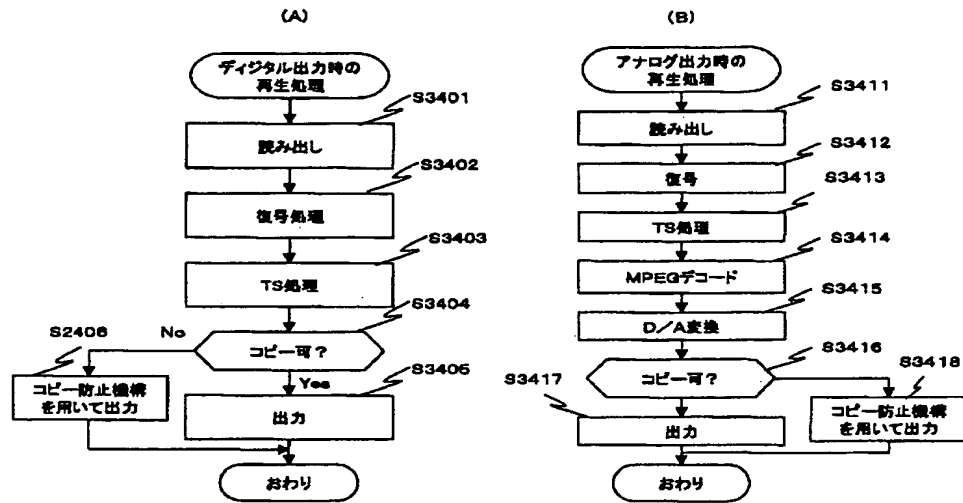 (A)
ディジタル出力時の
再生処理
S3401
読み出し
S3402
復号処理
S3403
TS処理
S3404
コピー可?
No
S2406
コピー防止機構
を用いて出力
Yes
S3405
出力
おわり
(B)
アナログ出力時の
再生処理
S3411
読み出し
S3412
復号
S3413
TS処理
S3414
MPEGデコード
S3415
D/A変換
S3416
コピー可?
S3417
出力
S3418
コピー防止機構
を用いて出力
おわり